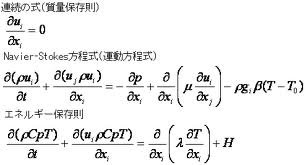 連続の式(質量保存則)
∂u_i/∂x_i = 0
Navier-Stokes方程式(運動方程式)
∂(ρu_i)/∂t + ∂(u_j ρu_i)/∂x_i = -∂p/∂x_i + ∂/∂x_i (μ ∂u_i/∂x_j) - ρg_i β(T - T_0)
エネルギー保存則
∂(ρCpT)/∂t + ∂(u_i ρCpT)/∂x_i = ∂/∂x_i (λ ∂T/∂x_i) + H